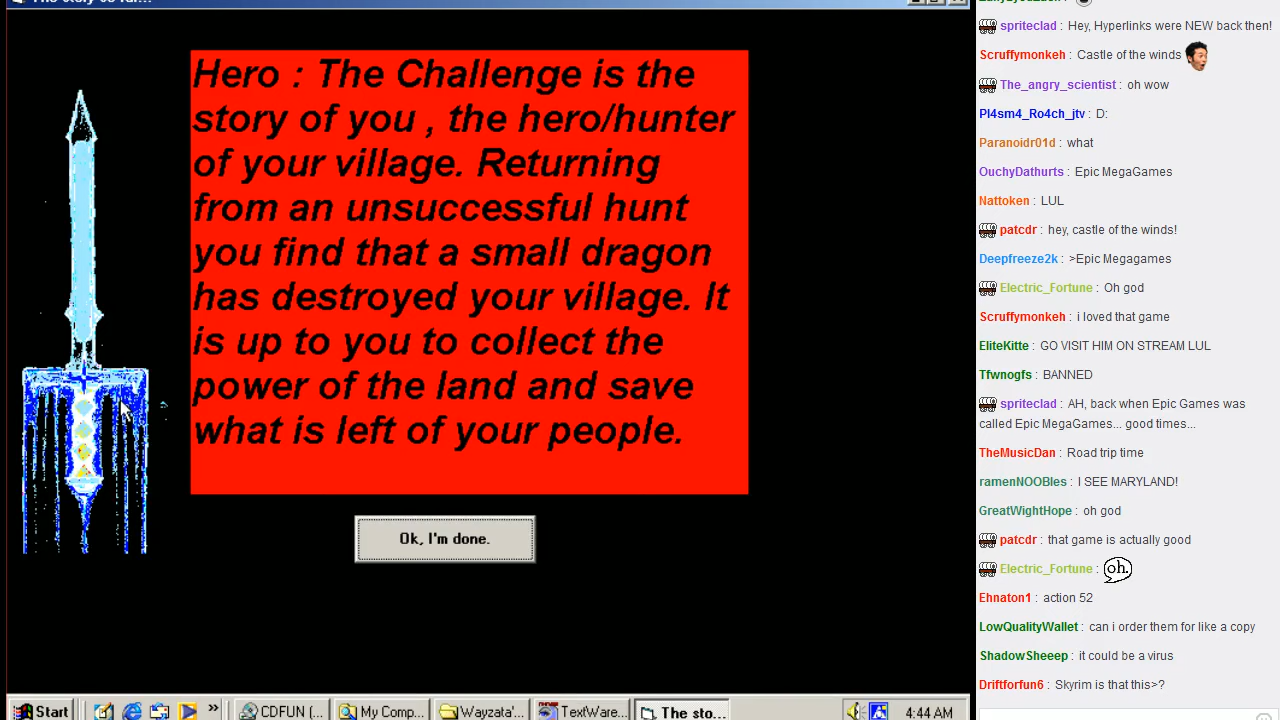 The story so far...
Hero : The Challenge is the
story of you , the hero/hunter
of your village. Returning
from an unsuccessful hunt
you find that a small dragon
has destroyed your village. It
is up to you to collect the
power of the land and save
what is left of your people.
Ok, I'm done.
Start
»
CDFUN (...
My Comp...
Wayzata'...
TextWare...
The sto...
4:44 AM
spriteclad : Hey, Hyperlinks were NEW back then!
Scruffymonkeh : Castle of the winds
The_angry_scientist : oh wow
Pl4sm4_Ro4ch_jtv : D:
Paranoidr01d : what
OuchyDathurts : Epic MegaGames
Nattoken : LUL
patcdr : hey, castle of the winds!
Deepfreeze2k : >Epic Megagames
Electric_Fortune : Oh god
Scruffymonkeh : i loved that game
EliteKitte : GO VISIT HIM ON STREAM LUL
Tfwnogfs : BANNED
spriteclad : AH, back when Epic Games was
called Epic MegaGames... good times...
TheMusicDan : Road trip time
ramenNOOBles : I SEE MARYLAND!
GreatWightHope : oh god
patcdr : that game is actually good
Electric_Fortune : oh.
Ehnaton1 : action 52
LowQualityWallet : can i order them for like a copy
ShadowSheeep : it could be a virus
Driftforfun6 : Skyrim is that this>?